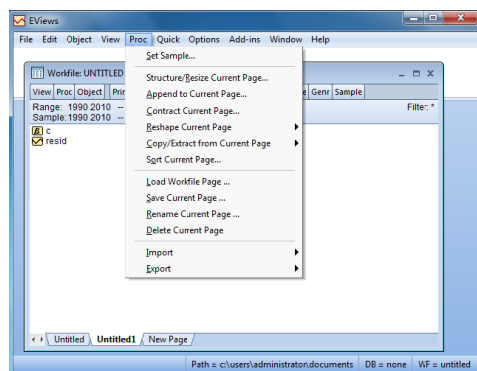 EViews
File Edit Object View Proc Quick Options Add-ins Window Help
Set Sample...
Workfile: UNTITLED
Structure/Resize Current Page...
View Proc Object Genr Sample
Append to Current Page...
Range: 1990 2010 -- Filter: *
Contract Current Page...
Sample: 1990 2010 --
Reshape Current Page
c
Copy/Extract from Current Page
resid
Sort Current Page...
Load Workfile Page ...
Save Current Page ...
Rename Current Page ...
Delete Current Page
Import
Export
Untitled Untitled1 New Page
Path = c:\users\administrator\documents DB = none WF = untitled